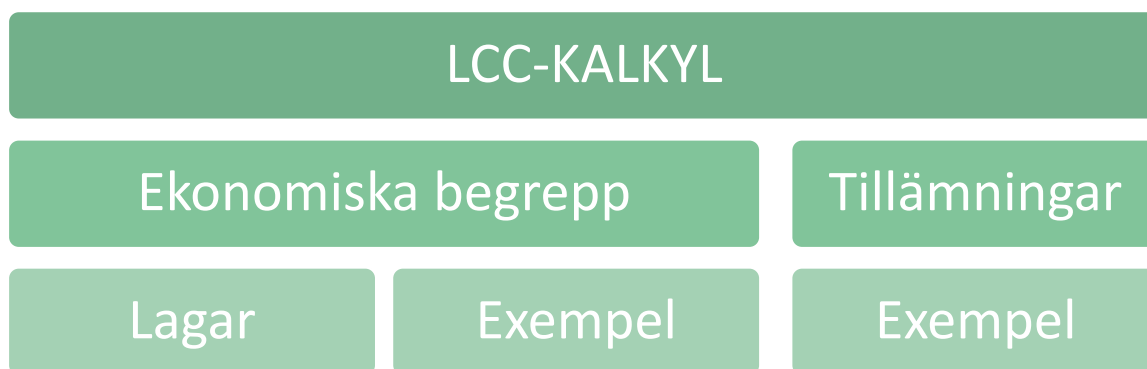 LCC-KALKYL
Ekonomiska begrepp
Tillämningar
Lagar
Exempel
Exempel